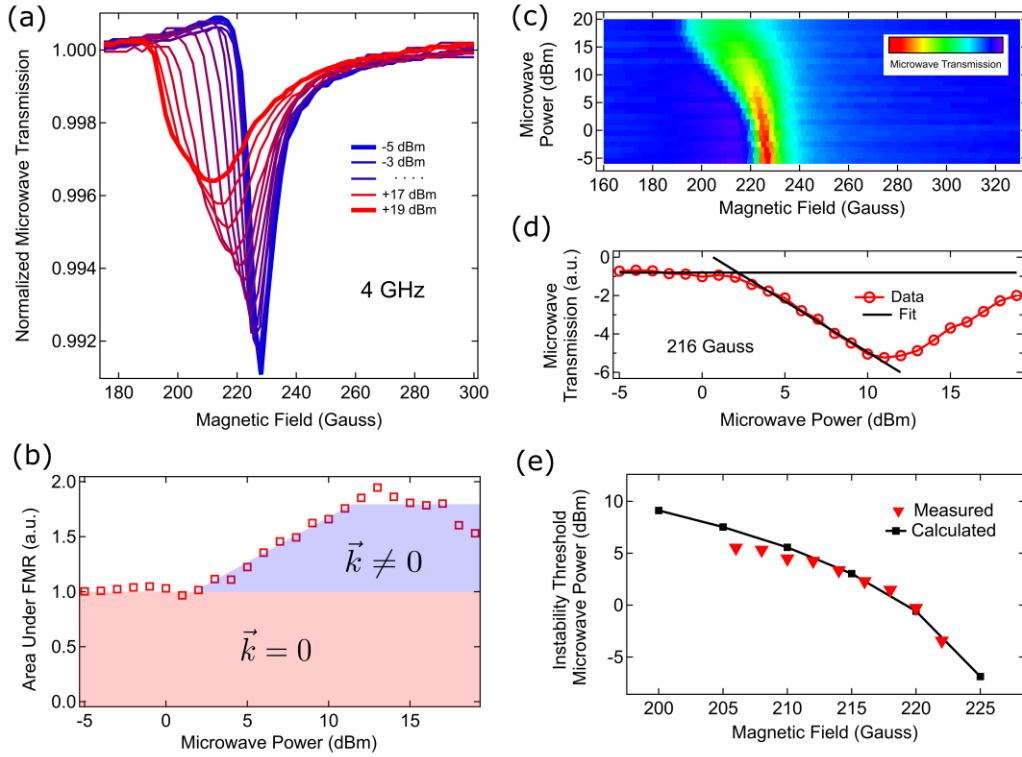 (a)
Normalized Microwave Transmission
1.000
0.998
0.996
0.994
0.992
-5 dBm
-3 dBm
. . . .
+17 dBm
+19 dBm
4 GHz
180 200 220 240 260 280 300
Magnetic Field (Gauss)
(b)
Area Under FMR (a.u.)
2.0
1.5
1.0
0.5
0.0
k⃗ ≠ 0
k⃗ = 0
-5 0 5 10 15
Microwave Power (dBm)
(c)
Microwave
Power (dBm)
20
15
10
5
0
-5
Microwave Transmission
160 180 200 220 240 260 280 300 320
Magnetic Field (Gauss)
(d)
Microwave
Transmission (a.u.)
0
-2
-4
-6
Data
Fit
216 Gauss
-5 0 5 10 15
Microwave Power (dBm)
(e)
Instability Threshold
Microwave Power (dBm)
10
5
0
-5
Measured
Calculated
200 205 210 215 220 225
Magnetic Field (Gauss)